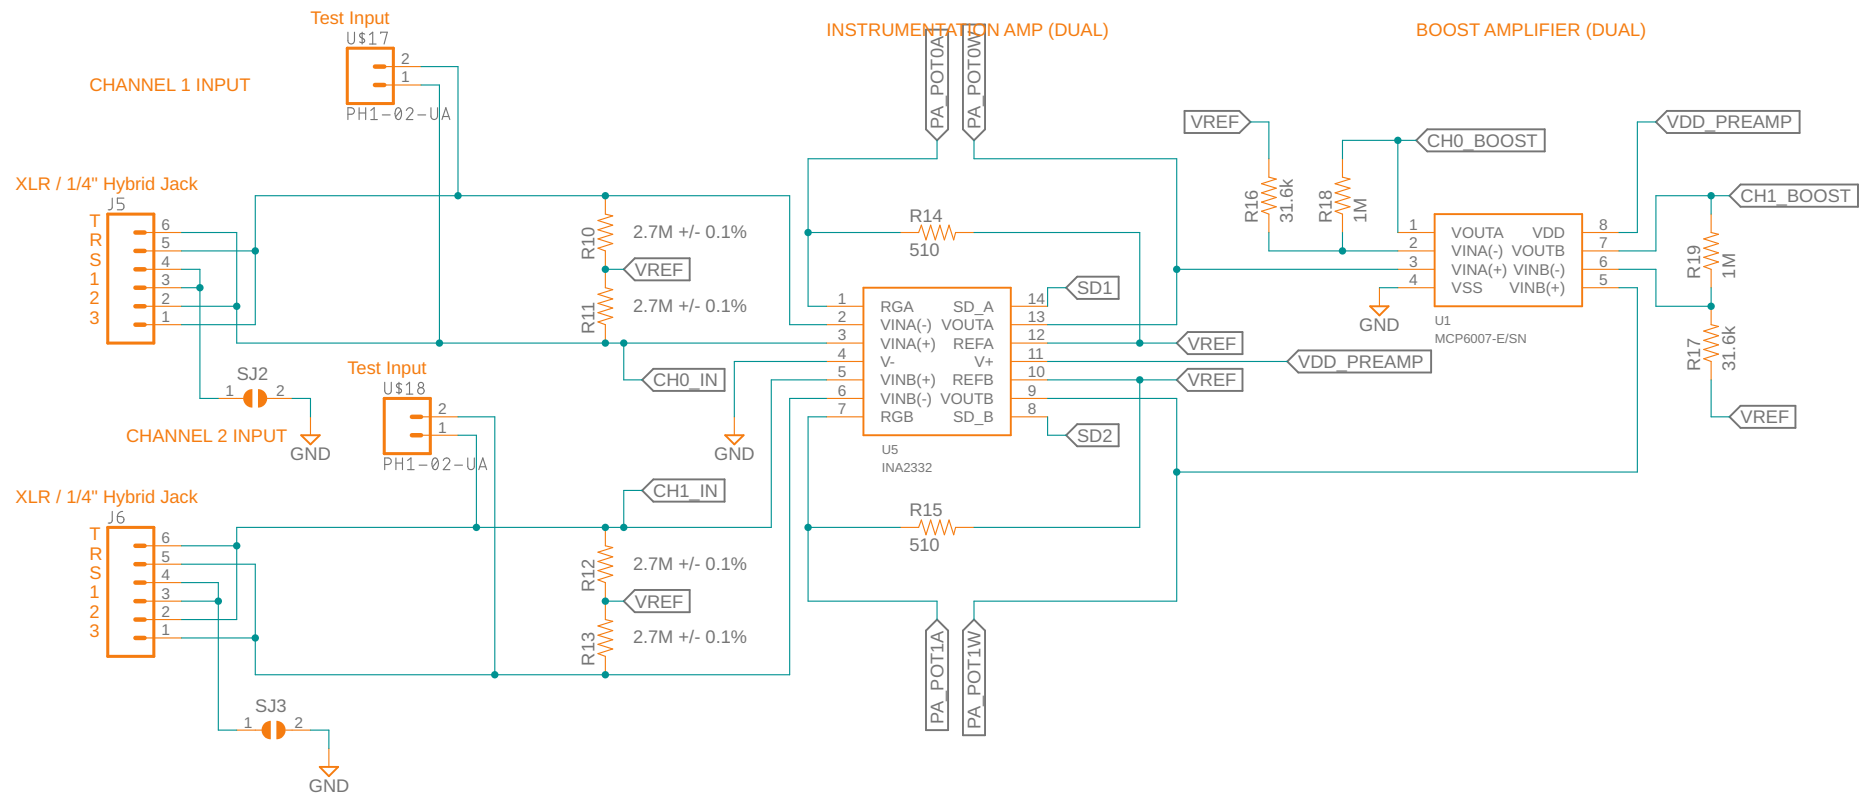 Test Input
U$17
2
1
PH1-02-UA
CHANNEL 1 INPUT
XLR / 1/4" Hybrid Jack
J5
T
R
S
1
2
3
6
5
4
3
2
1
SJ2
1
2
GND
R10
2.7M +/- 0.1%
VREF
R11
2.7M +/- 0.1%
CH0_IN
Test Input
U$18
2
1
PH1-02-UA
CHANNEL 2 INPUT
XLR / 1/4" Hybrid Jack
J6
T
R
S
1
2
3
6
5
4
3
2
1
SJ3
1
2
GND
CH1_IN
R12
2.7M +/- 0.1%
VREF
R13
2.7M +/- 0.1%
GND
INSTRUMENTATION AMP (DUAL)
PA_POT0A
PA_POT0W
R14
510
1
2
3
4
5
6
7
RGA
VINA(-)
VINA(+)
V-
VINB(+)
VINB(-)
RGB
SD_A
VOUTA
REFA
V+
REFB
VOUTB
SD_B
14
13
12
11
10
9
8
U5
INA2332
SD1
VREF
VDD_PREAMP
VREF
SD2
R15
510
PA_POT1A
PA_POT1W
BOOST AMPLIFIER (DUAL)
VREF
R16
31.6k
R18
1M
CH0_BOOST
VDD_PREAMP
CH1_BOOST
1
2
3
4
VOUTA
VINA(-)
VINA(+)
VSS
VDD
VOUTB
VINB(-)
VINB(+)
8
7
6
5
U1
MCP6007-E/SN
GND
R19
1M
R17
31.6k
VREF